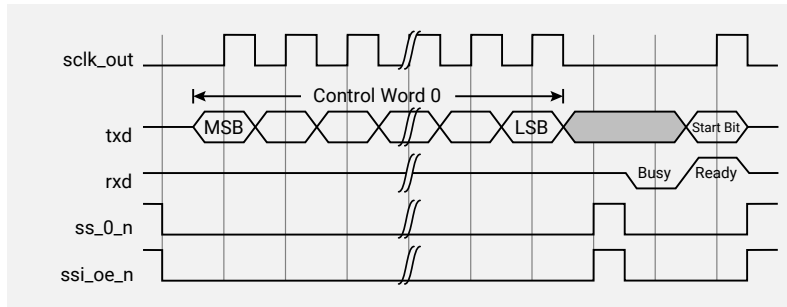 sclk_out
Control Word 0
txd
MSB
LSB
Start Bit
rxd
Busy
Ready
ss_0_n
ssi_oe_n